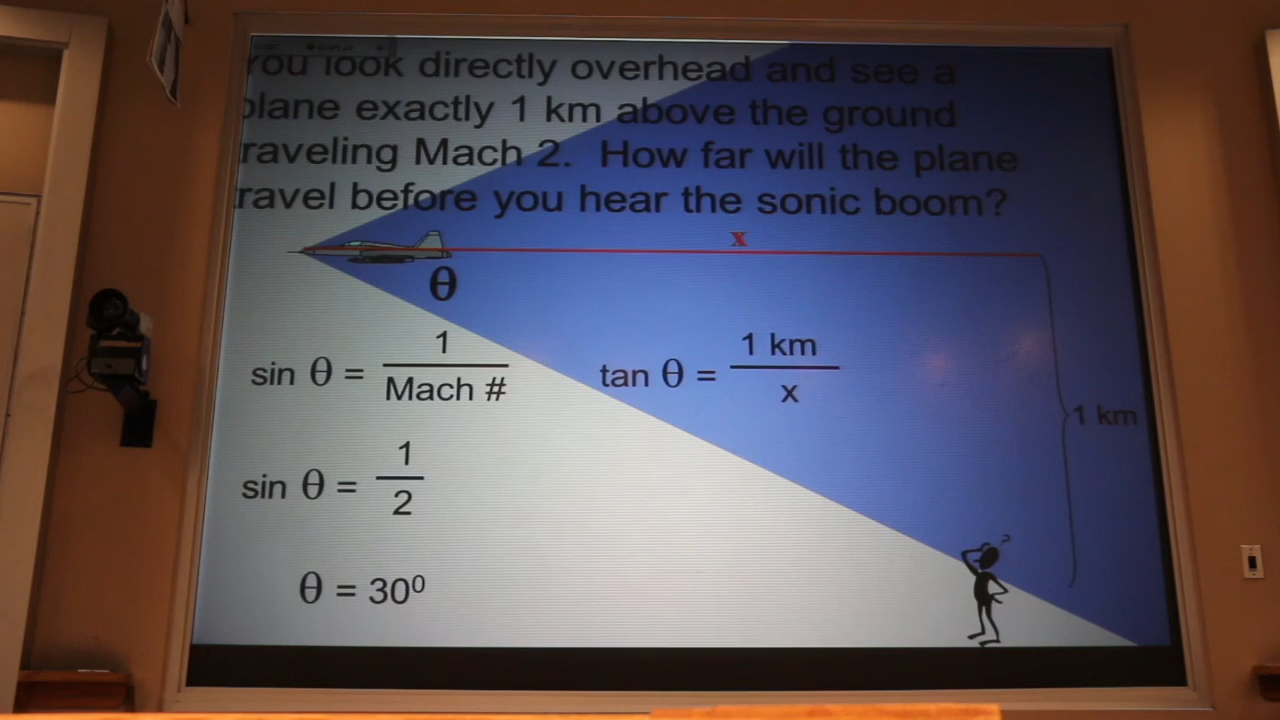 ou look directly overhead and see a
plane exactly 1 km above the ground
raveling Mach 2. How far will the plane
ravel before you hear the sonic boom?
x
θ
sin θ = 1 / Mach #
tan θ = 1 km / x
1 km
sin θ = 1 / 2
θ = 30⁰
?